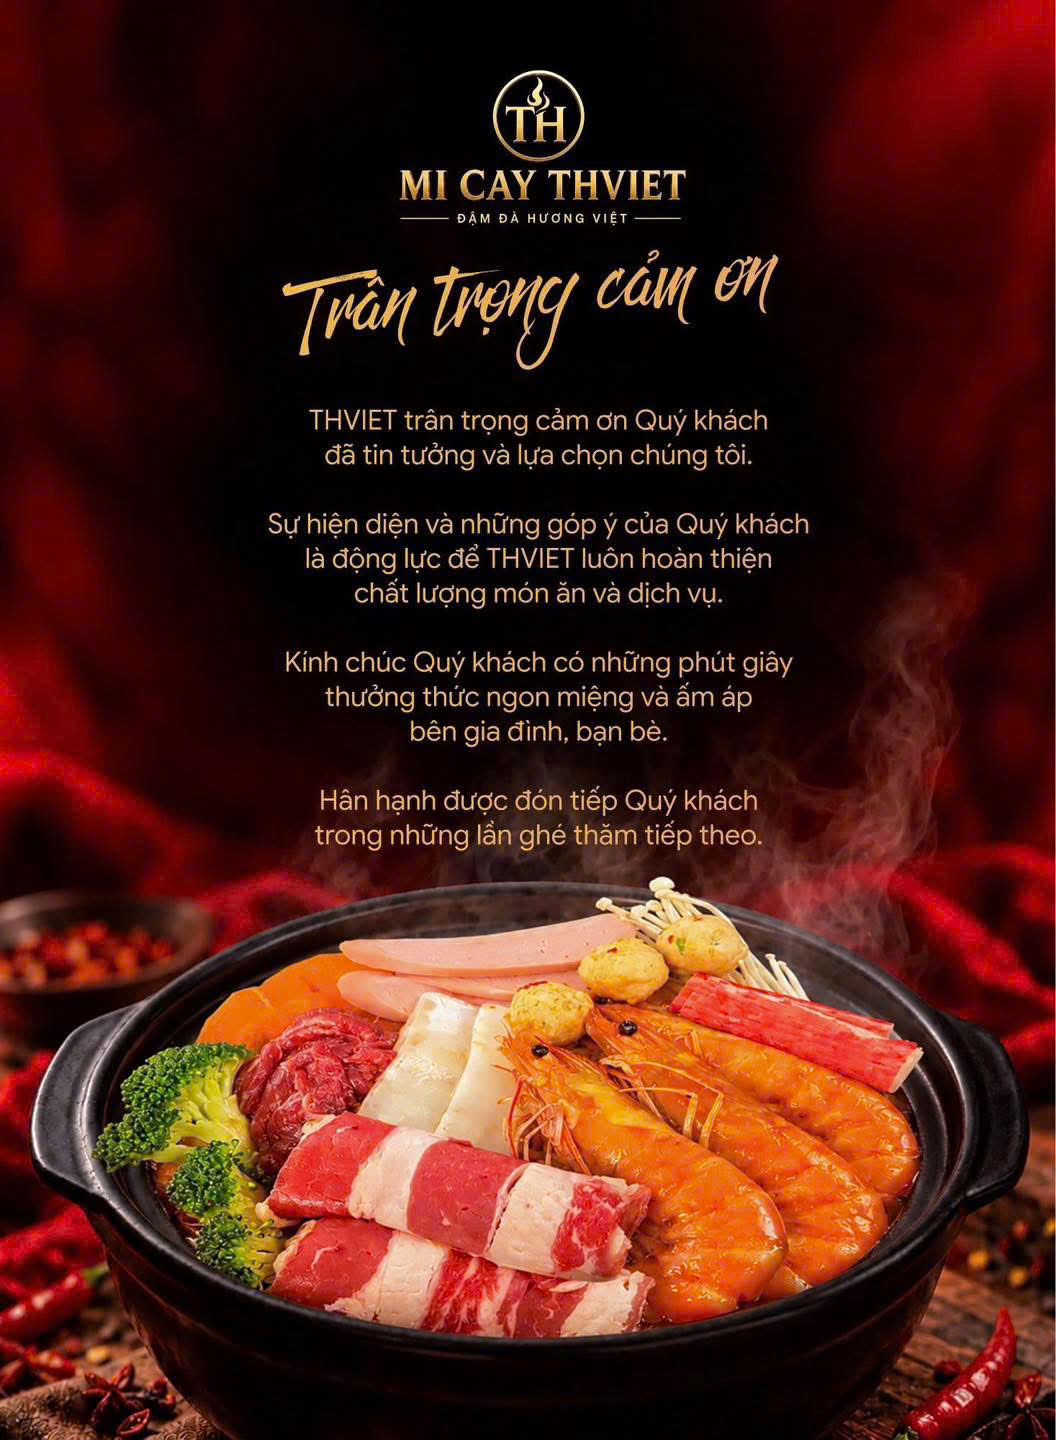 TH
MI CAY THVIET
ĐẬM ĐÀ HƯƠNG VIỆT
Trân trọng cảm ơn
THVIET trân trọng cảm ơn Quý khách
đã tin tưởng và lựa chọn chúng tôi.
Sự hiện diện và những góp ý của Quý khách
là động lực để THVIET luôn hoàn thiện
chất lượng món ăn và dịch vụ.
Kính chúc Quý khách có những phút giây
thưởng thức ngon miệng và ấm áp
bên gia đình, bạn bè.
Hân hạnh được đón tiếp Quý khách
trong những lần ghé thăm tiếp theo.